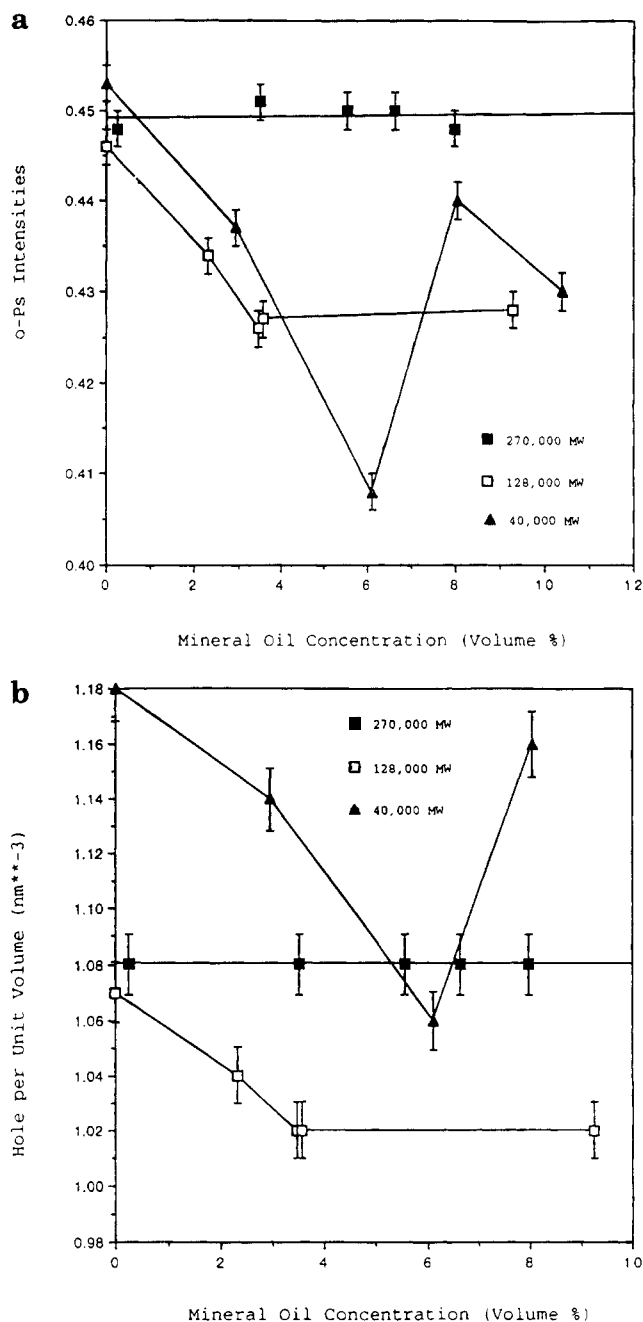 a
0.46
0.45
0.44
0.43
0.42
0.41
0.40
o-Ps Intensities
270,000 MW
128,000 MW
40,000 MW
0 2 4 6 8 10 12
Mineral Oil Concentration (Volume %)
b
1.18
1.16
1.14
1.12
1.10
1.08
1.06
1.04
1.02
1.00
0.98
Hole per Unit Volume (nm**-3)
270,000 MW
128,000 MW
40,000 MW
0 2 4 6 8 10
Mineral Oil Concentration (Volume %)